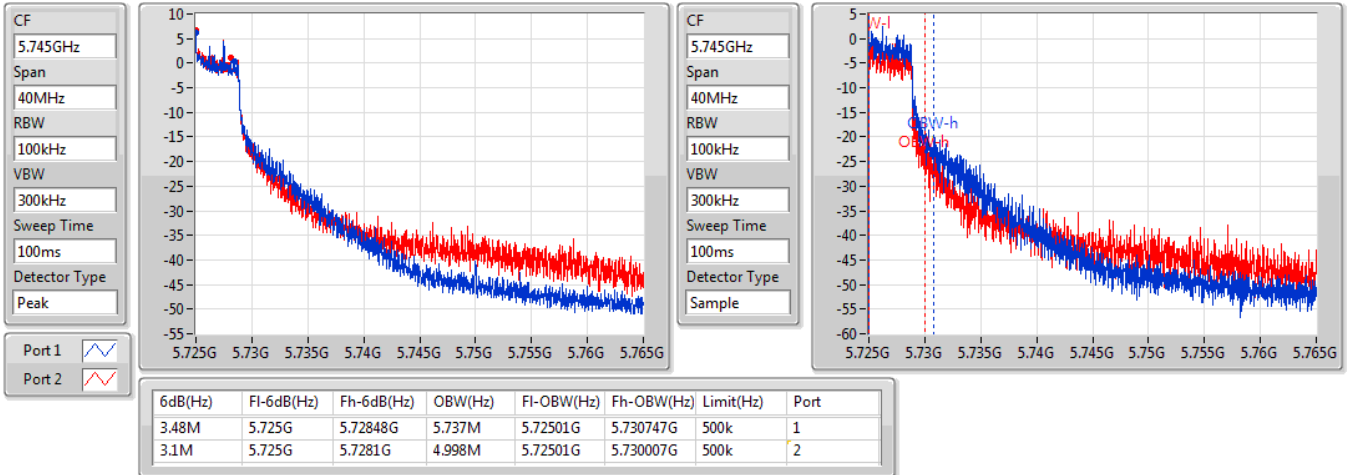 CF
5.745GHz
Span
40MHz
RBW
100kHz
VBW
300kHz
Sweep Time
100ms
Detector Type
Peak
Port 1
Port 2
10
5
0
-5
-10
-15
-20
-25
-30
-35
-40
-45
-50
-55
5.725G 5.73G 5.735G 5.74G 5.745G 5.75G 5.755G 5.76G 5.765G
CF
5.745GHz
Span
40MHz
RBW
100kHz
VBW
300kHz
Sweep Time
100ms
Detector Type
Sample
5
0
-5
-10
-15
-20
-25
-30
-35
-40
-45
-50
-55
-60
W-l
OBW-h
OBW-h
5.725G 5.73G 5.735G 5.74G 5.745G 5.75G 5.755G 5.76G 5.765G
6dB(Hz) Fl-6dB(Hz) Fh-6dB(Hz) OBW(Hz) Fl-OBW(Hz) Fh-OBW(Hz) Limit(Hz) Port
3.48M 5.725G 5.72848G 5.737M 5.72501G 5.730747G 500k 1
3.1M 5.725G 5.7281G 4.998M 5.72501G 5.730007G 500k 2